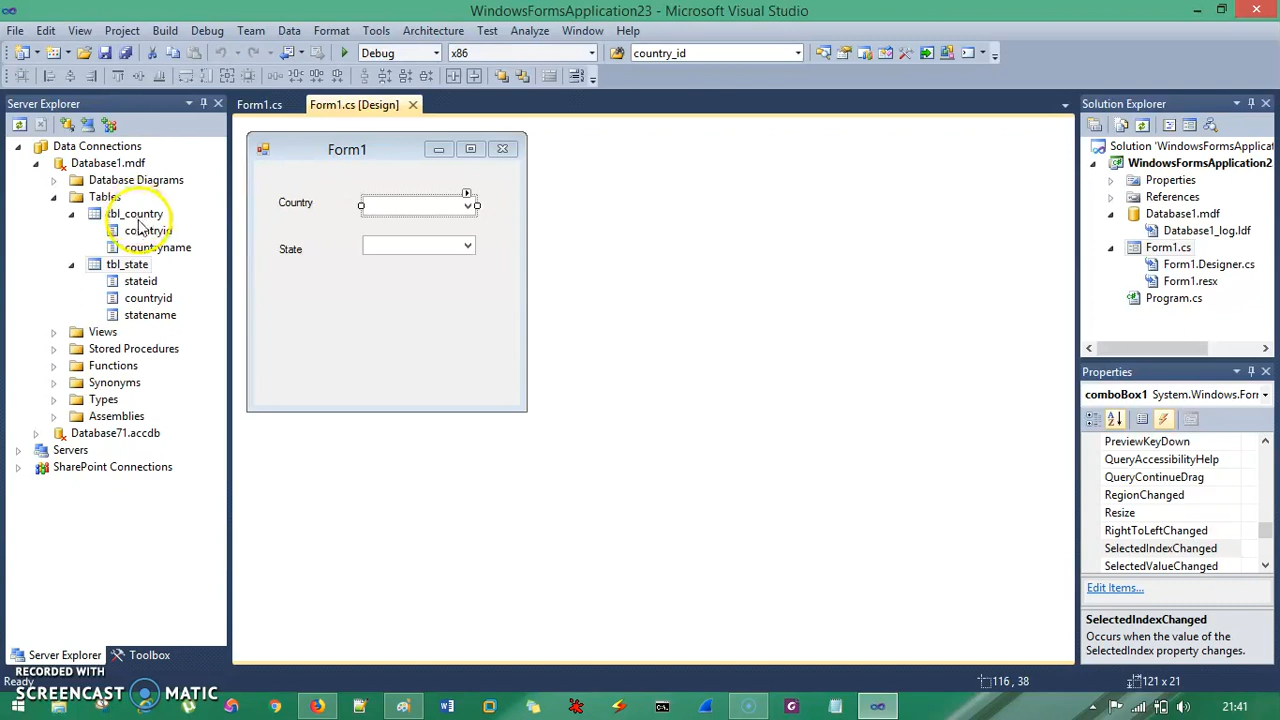 WindowsFormsApplication23 - Microsoft Visual Studio
File Edit View Project Build Debug Team Data Format Tools Architecture Test Analyze Window Help
Debug x86 country_id
Server Explorer
Form1.cs Form1.cs [Design]
Solution Explorer
Data Connections
Database1.mdf
Database Diagrams
Tables
tbl_country
countryid
countryname
tbl_state
stateid
countryid
statename
Views
Stored Procedures
Functions
Synonyms
Types
Assemblies
Database71.accdb
Servers
SharePoint Connections
Form1
Country
State
Solution 'WindowsFormsApplic
WindowsFormsApplication2
Properties
References
Database1.mdf
Database1_log.ldf
Form1.cs
Form1.Designer.cs
Form1.resx
Program.cs
Properties
comboBox1 System.Windows.Forr
PreviewKeyDown
QueryAccessibilityHelp
QueryContinueDrag
RegionChanged
Resize
RightToLeftChanged
SelectedIndexChanged
SelectedValueChanged
Edit Items...
SelectedIndexChanged
Occurs when the value of the
SelectedIndex property changes.
Server Explorer Toolbox
RECORDED WITH
SCREENCAST MATIC
Ready
116 , 38
121 x 21
21:41